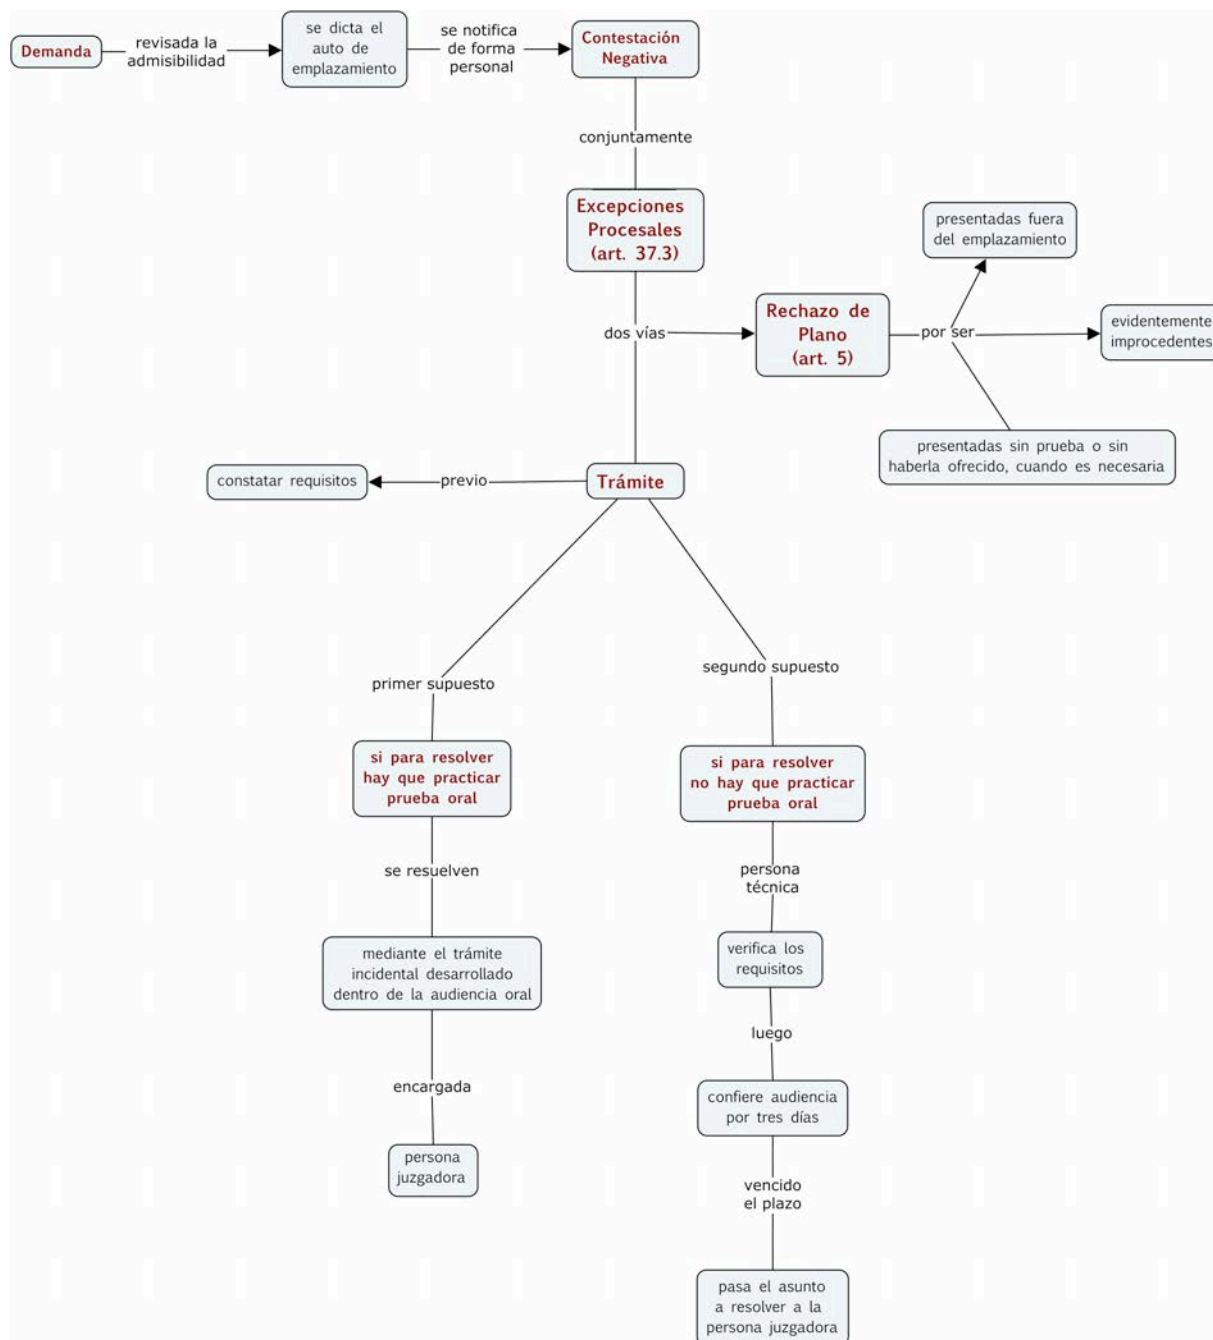 Demanda
revisada la
admisibilidad
se dicta el
auto de
emplazamiento
se notifica
de forma
personal
Contestación
Negativa
conjuntamente
Excepciones
Procesales
(art. 37.3)
dos vías
Rechazo de
Plano
(art. 5)
por ser
presentadas fuera
del emplazamiento
evidentemente
improcedentes
presentadas sin prueba o sin
haberla ofrecido, cuando es necesaria
Trámite
previo
constatar requisitos
primer supuesto
si para resolver
hay que practicar
prueba oral
se resuelven
mediante el trámite
incidental desarrollado
dentro de la audiencia oral
encargada
persona
juzgadora
segundo supuesto
si para resolver
no hay que practicar
prueba oral
persona
técnica
verifica los
requisitos
luego
confiere audiencia
por tres días
vencido
el plazo
pasa el asunto
a resolver a la
persona juzgadora